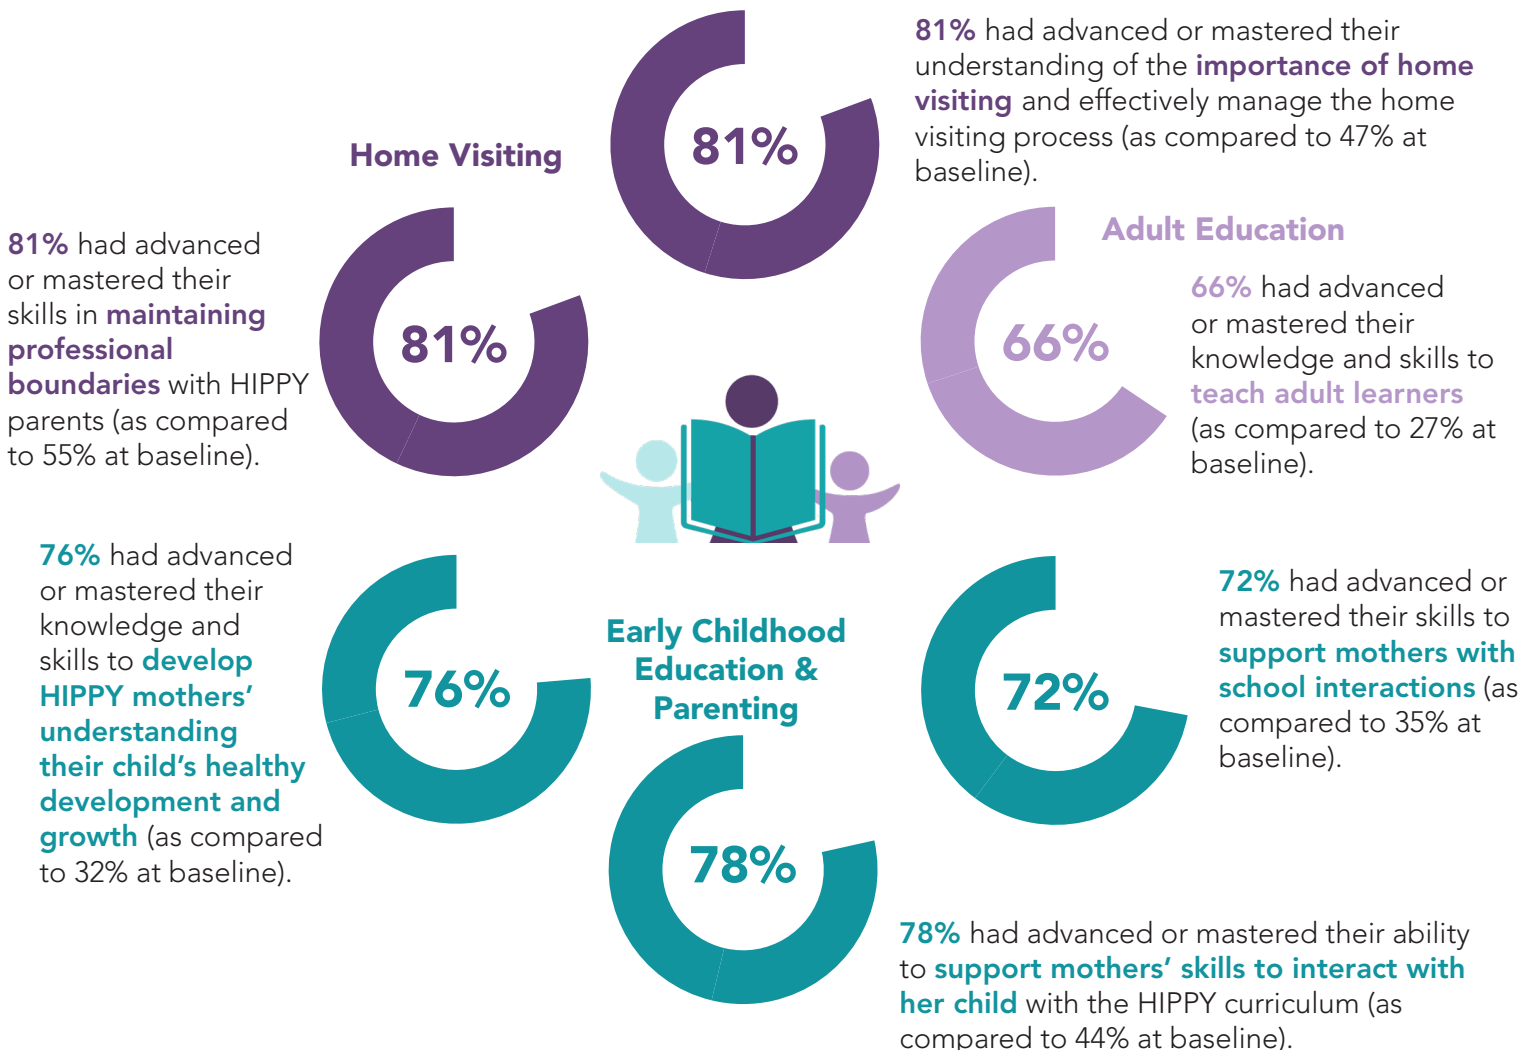 81%
81% had advanced or mastered their
understanding of the importance of home
visiting and effectively manage the home
visiting process (as compared to 47% at
baseline).
Home Visiting
81%
81% had advanced
or mastered their
skills in maintaining
professional
boundaries with HIPPY
parents (as compared
to 55% at baseline).
Adult Education
66%
66% had advanced
or mastered their
knowledge and skills to
teach adult learners
(as compared to 27% at
baseline).
76% had advanced
or mastered their
knowledge and
skills to develop
HIPPY mothers’
understanding
their child’s healthy
development and
growth (as compared
to 32% at baseline).
76%
Early Childhood
Education &
Parenting
72%
72% had advanced or
mastered their skills to
support mothers with
school interactions (as
compared to 35% at
baseline).
78%
78% had advanced or mastered their ability
to support mothers’ skills to interact with
her child with the HIPPY curriculum (as
compared to 44% at baseline).